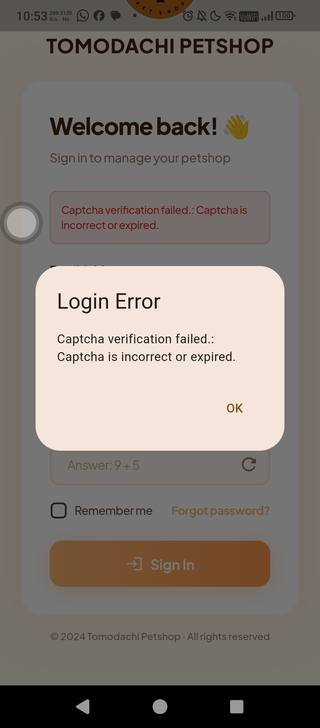 10:53
TOMODACHI PETSHOP
Welcome back! 👋
Sign in to manage your petshop
Captcha verification failed.: Captcha is
incorrect or expired.
Login Error
Captcha verification failed.:
Captcha is incorrect or expired.
OK
Answer: 9 + 5
Remember me
Forgot password?
Sign In
© 2024 Tomodachi Petshop · All rights reserved